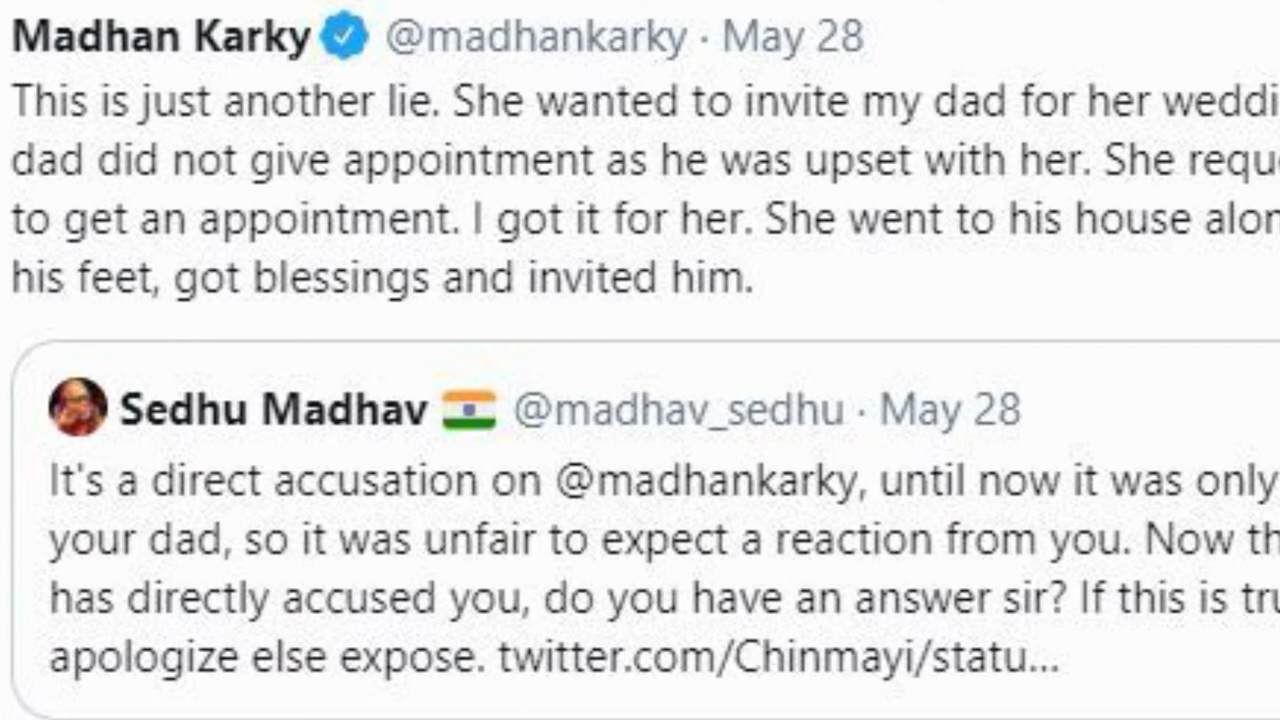 Madhan Karky @madhankarky · May 28
This is just another lie. She wanted to invite my dad for her
dad did not give appointment as he was upset with her. She
to get an appointment. I got it for her. She went to his house
his feet, got blessings and invited him.
Sedhu Madhav @madhav_sedhu · May 28
It's a direct accusation on @madhankarky, until now it was only
your dad, so it was unfair to expect a reaction from you. Now
has directly accused you, do you have an answer sir? If this is
apologize else expose. twitter.com/Chinmayi/statu...